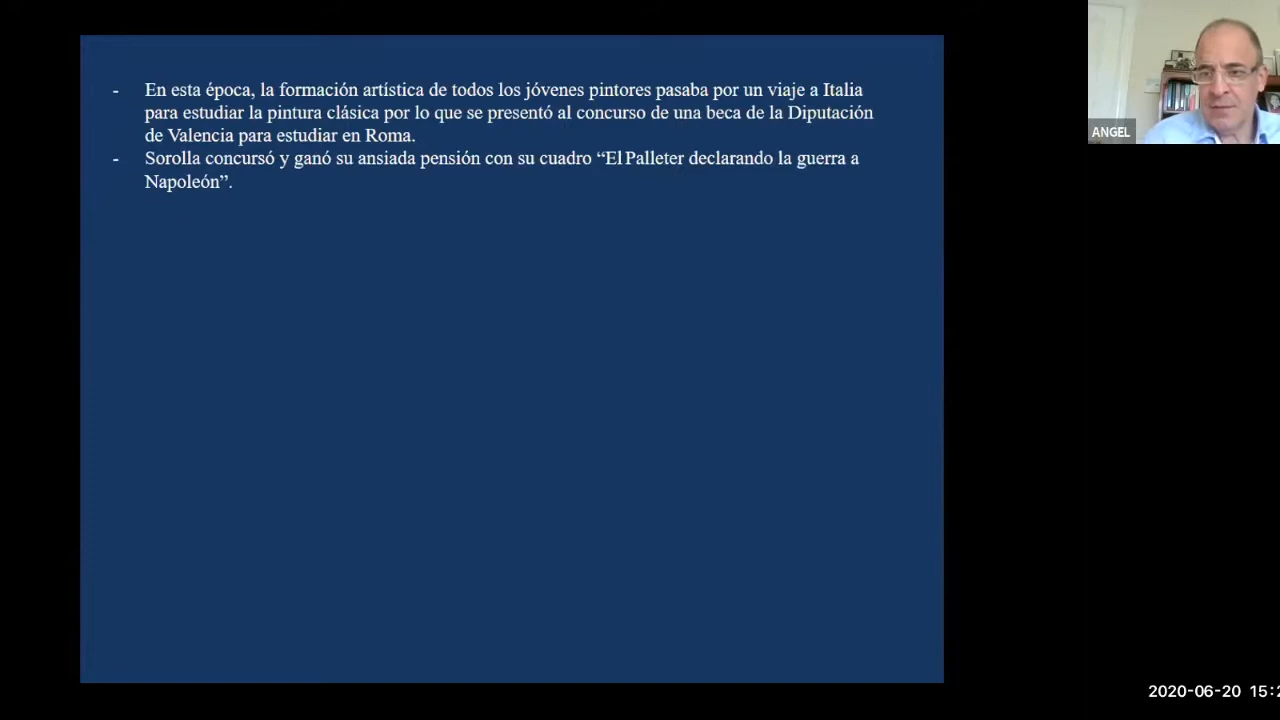 - En esta época, la formación artística de todos los jóvenes pintores pasaba por un viaje a Italia
para estudiar la pintura clásica por lo que se presentó al concurso de una beca de la Diputación
de Valencia para estudiar en Roma.
- Sorolla concursó y ganó su ansiada pensión con su cuadro “El Palleter declarando la guerra a
Napoleón”.
ANGEL
2020-06-20 15:2